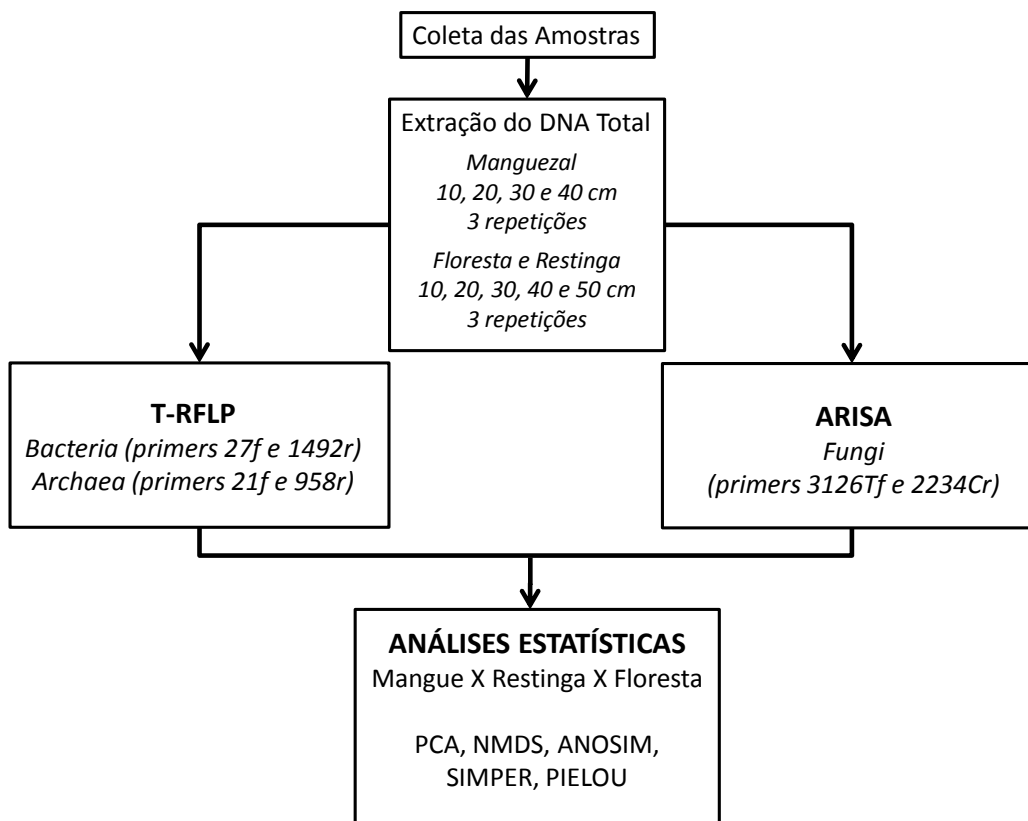 Coleta das Amostras
Extração do DNA Total
Manguezal
10, 20, 30 e 40 cm
3 repetições
Floresta e Restinga
10, 20, 30, 40 e 50 cm
3 repetições
T-RFLP
Bacteria (primers 27f e 1492r)
Archaea (primers 21f e 958r)
ARISA
Fungi
(primers 3126Tf e 2234Cr)
ANÁLISES ESTATÍSTICAS
Mangue X Restinga X Floresta
PCA, NMDS, ANOSIM,
SIMPER, PIELOU